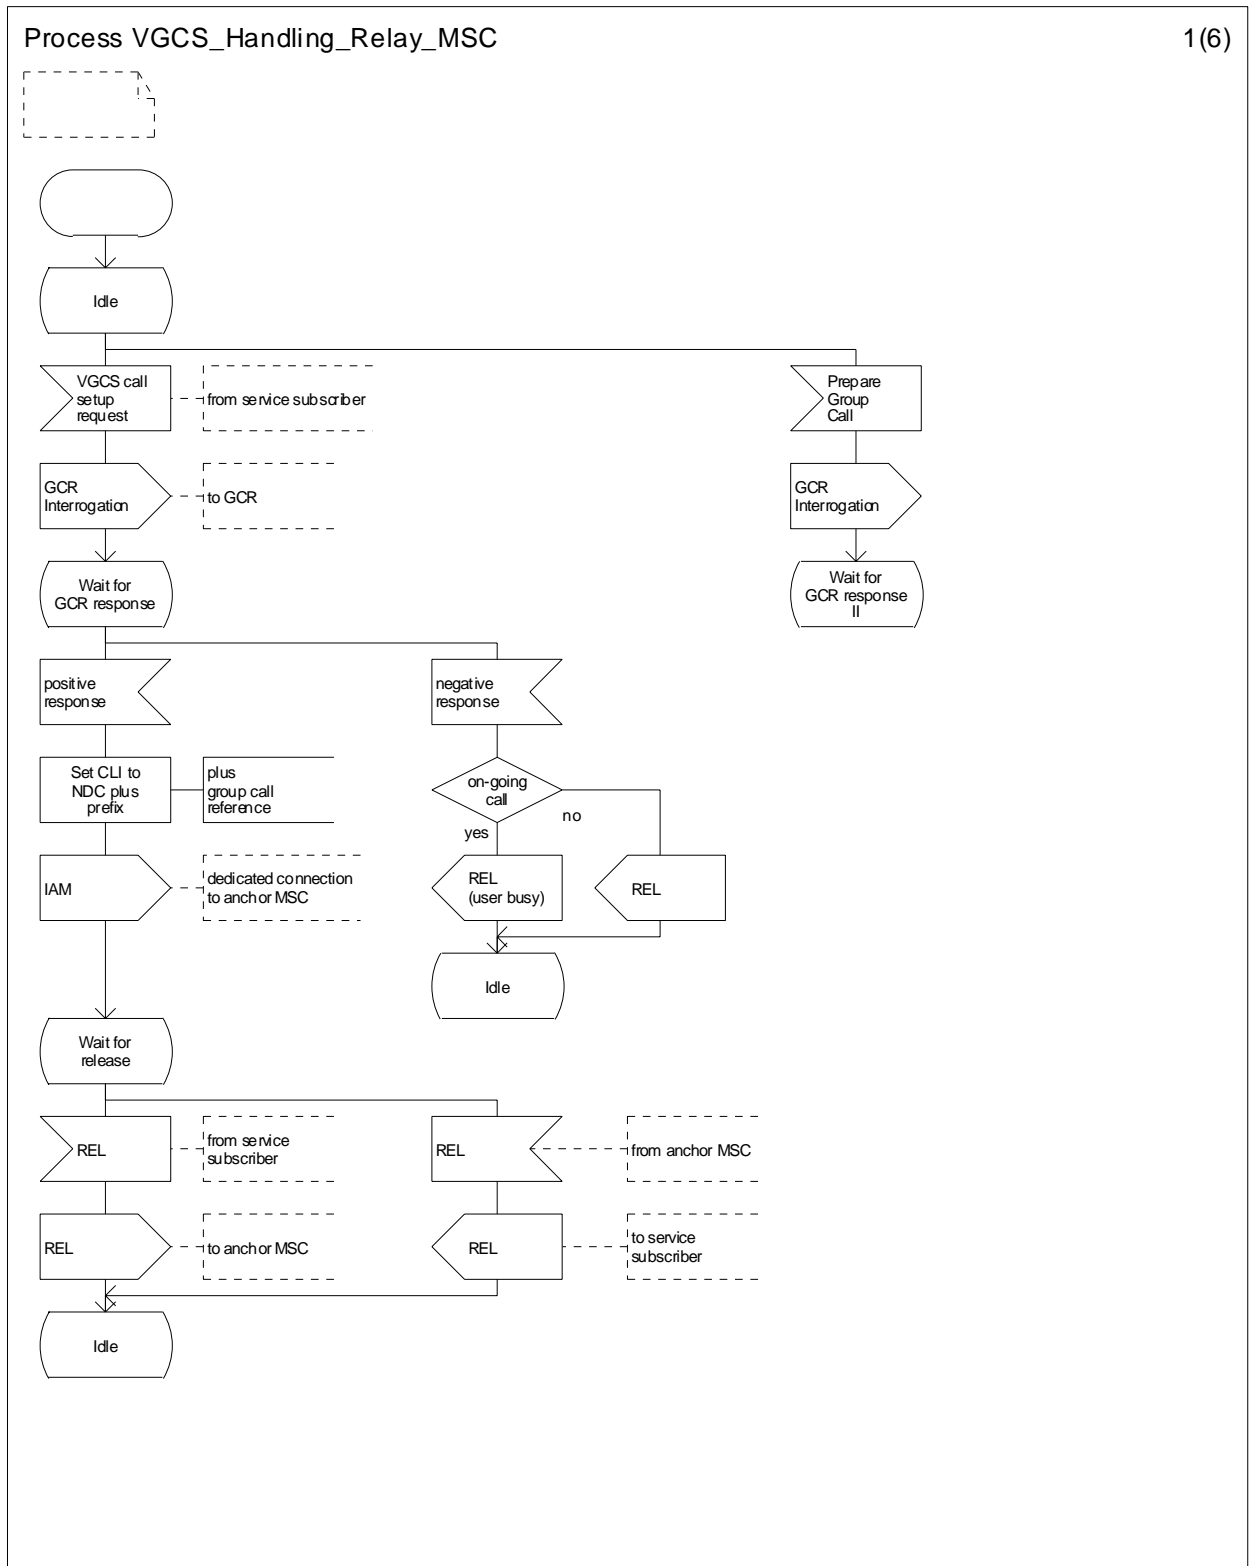 Process VGCS_Handling_Relay_MSC
1(6)
Idle
VGCS call
setup
request
from service subscriber
Prepare
Group
Call
GCR
Interrogation
to GCR
GCR
Interrogation
Wait for
GCR response
Wait for
GCR response
II
positive
response
negative
response
Set CLI to
NDC plus
prefix
plus
group call
reference
on-going
call
no
yes
IAM
dedicated connection
to anchor MSC
REL
(user busy)
REL
Idle
Wait for
release
REL
from service
subscriber
REL
from anchor MSC
REL
to anchor MSC
REL
to service
subscriber
Idle